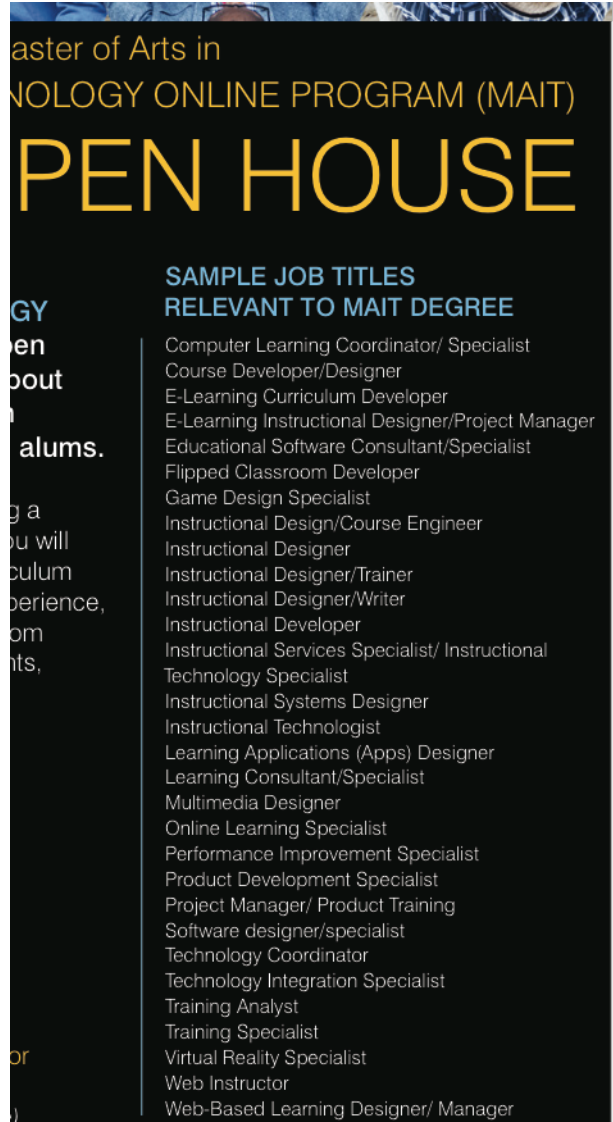 aster of Arts in
NOLOGY ONLINE PROGRAM (MAIT)
PEN HOUSE
GY
pen
bout
alums.
g a
ou will
culum
perience,
om
nts,
or
SAMPLE JOB TITLES
RELEVANT TO MAIT DEGREE
Computer Learning Coordinator/ Specialist
Course Developer/Designer
E-Learning Curriculum Developer
E-Learning Instructional Designer/Project Manager
Educational Software Consultant/Specialist
Flipped Classroom Developer
Game Design Specialist
Instructional Design/Course Engineer
Instructional Designer
Instructional Designer/Trainer
Instructional Designer/Writer
Instructional Developer
Instructional Services Specialist/ Instructional
Technology Specialist
Instructional Systems Designer
Instructional Technologist
Learning Applications (Apps) Designer
Learning Consultant/Specialist
Multimedia Designer
Online Learning Specialist
Performance Improvement Specialist
Product Development Specialist
Project Manager/ Product Training
Software designer/specialist
Technology Coordinator
Technology Integration Specialist
Training Analyst
Training Specialist
Virtual Reality Specialist
Web Instructor
Web-Based Learning Designer/ Manager